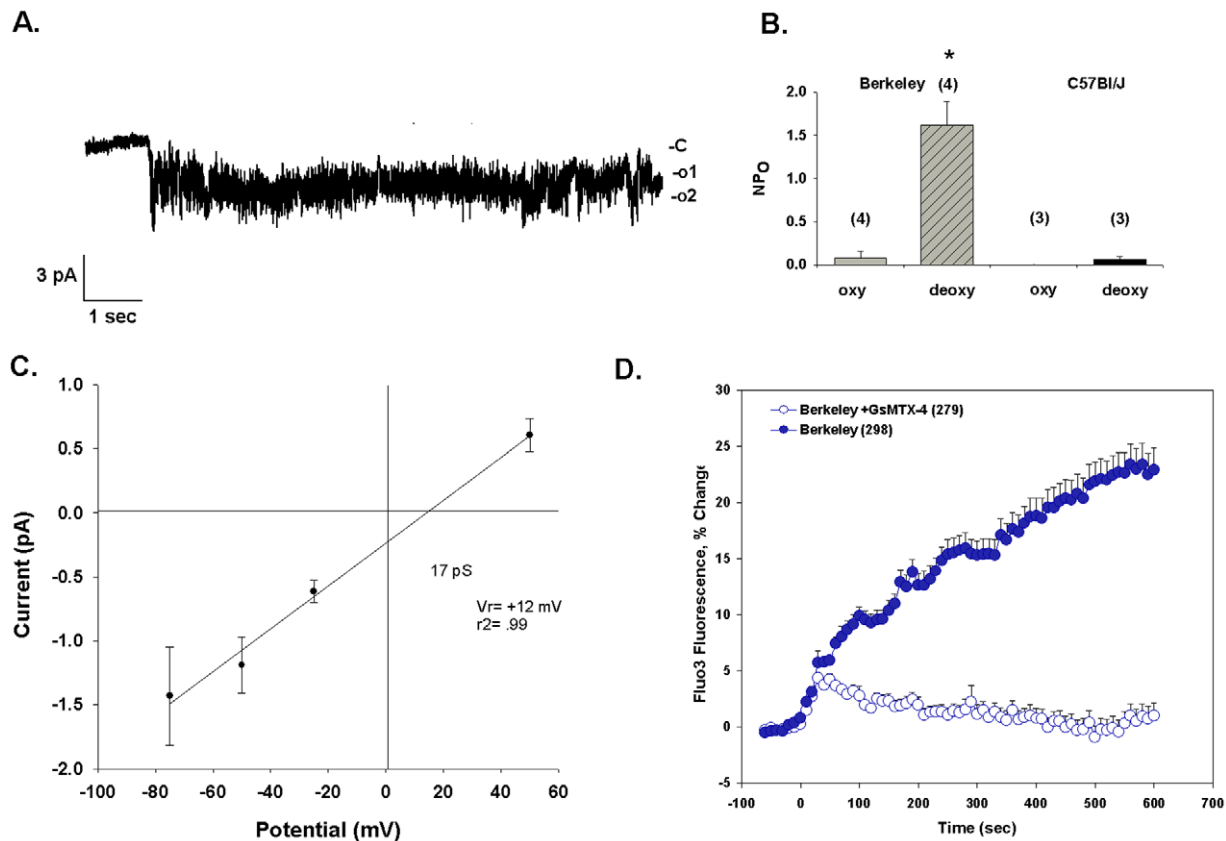 A.
-C
-o1
-o2
3 pA
1 sec
B.
*
Berkeley (4) C57Bl/J
2.0
1.5
1.0
0.5
0.0
NPO
(4)
(3)
(3)
oxy deoxy oxy deoxy
C.
1.0
0.5
0.0
-0.5
-1.0
-1.5
-2.0
Current (pA)
17 pS
Vr= +12 mV
r2= .99
-100 -80 -60 -40 -20 0 20 40 60
Potential (mV)
D.
30
25
20
15
10
5
0
-5
Fluo3 Fluorescence, % Change
Berkeley +GsMTX-4 (279)
Berkeley (298)
-100 0 100 200 300 400 500 600 700
Time (sec)